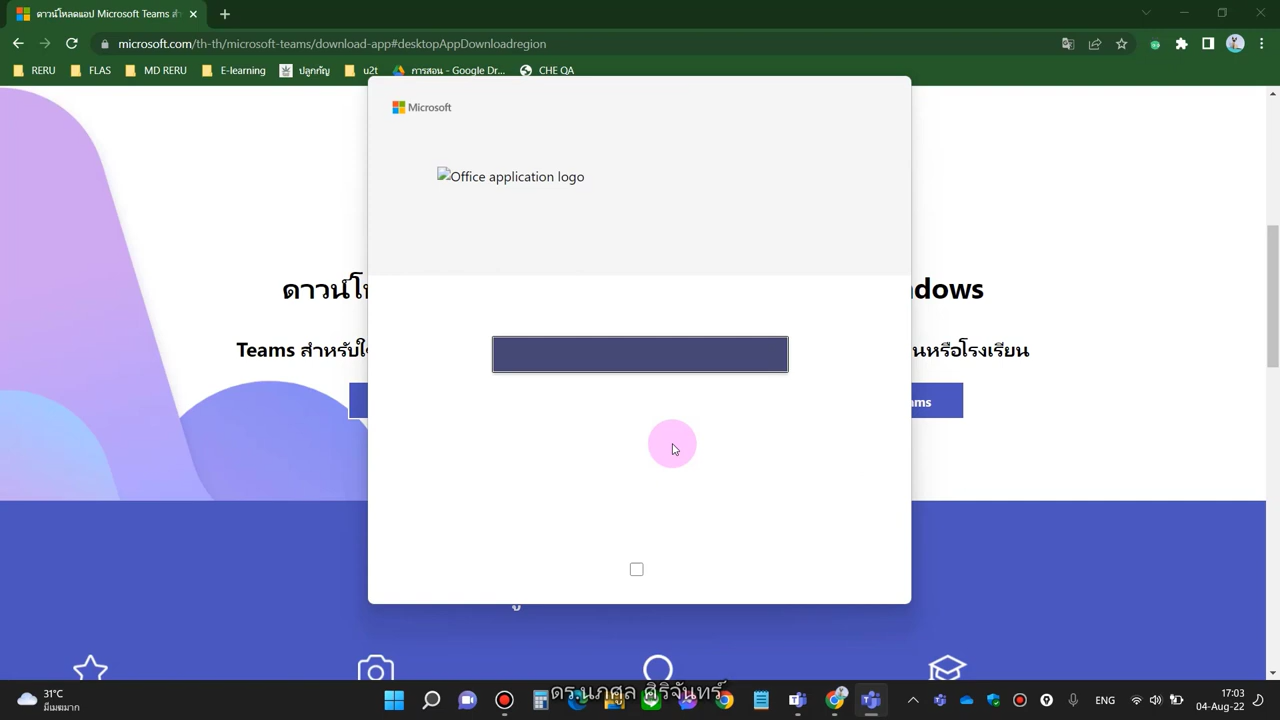 ดาวน์โหลดแอป Microsoft Teams สำ
microsoft.com/th-th/microsoft-teams/download-app#desktopAppDownloadregion
RERU FLAS MD RERU E-learning ปลูกกัญ u2t การสอน - Google Dr... CHE QA
Microsoft
Office application logo
ดาวน์โ
dows
Teams สำหรับใ
นหรือโรงเรียน
ams
31°C
มีเมฆมาก
ดร.นภศูล ศิริจันทร์
ENG
17:03
04-Aug-22